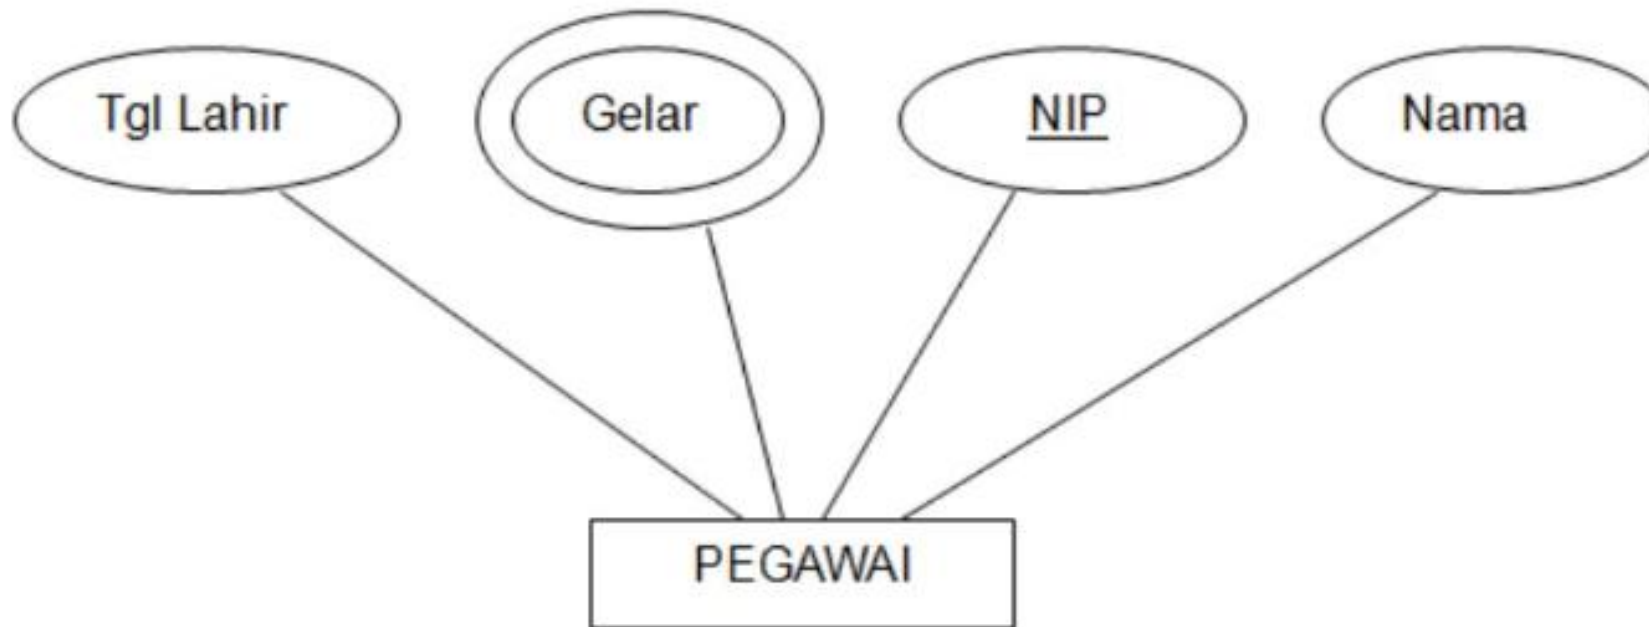 Tgl Lahir
Gelar
NIP
Nama
PEGAWAI